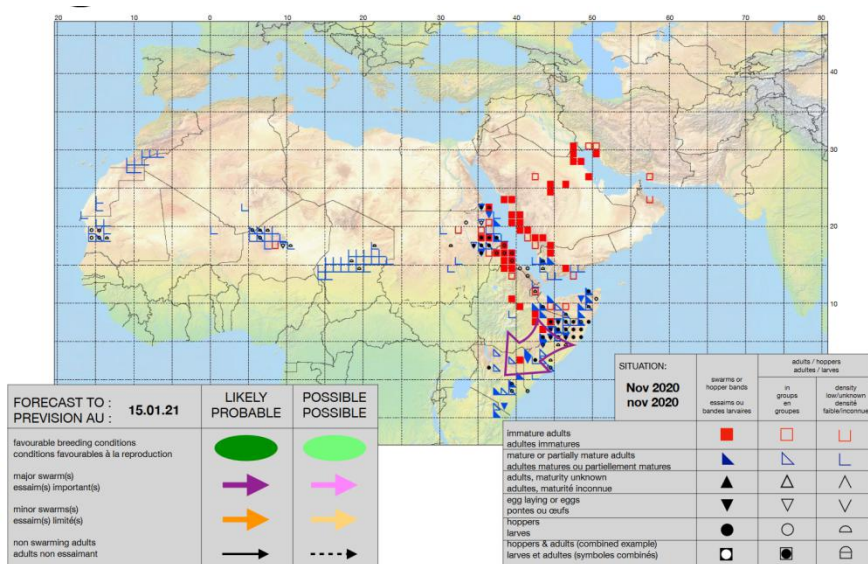 20 10 0 10 20 30 40 50 60 70 80
40
30
20
10
FORECAST TO :
PREVISION AU :
15.01.21
LIKELY
PROBABLE
POSSIBLE
POSSIBLE
favourable breeding conditions
conditions favourables à la reproduction
major swarm(s)
essaim(s) important(s)
minor swarms(s)
essaim(s) limité(s)
non swarming adults
adults non essaimant
SITUATION:
Nov 2020
nov 2020
swarms or
hopper bands
essaims ou
bandes larvaires
adults / hoppers
adultes / larves
in
groups
en
groupes
density
low/unknown
densité
faible/inconnue
immature adults
adultes immatures
mature or partially mature adults
adultes matures ou partiellement matures
adults, maturity unknown
adultes, maturité inconnue
egg laying or eggs
pontes ou œufs
hoppers
larves
hoppers & adults (combined example)
larves et adultes (symboles combinés)